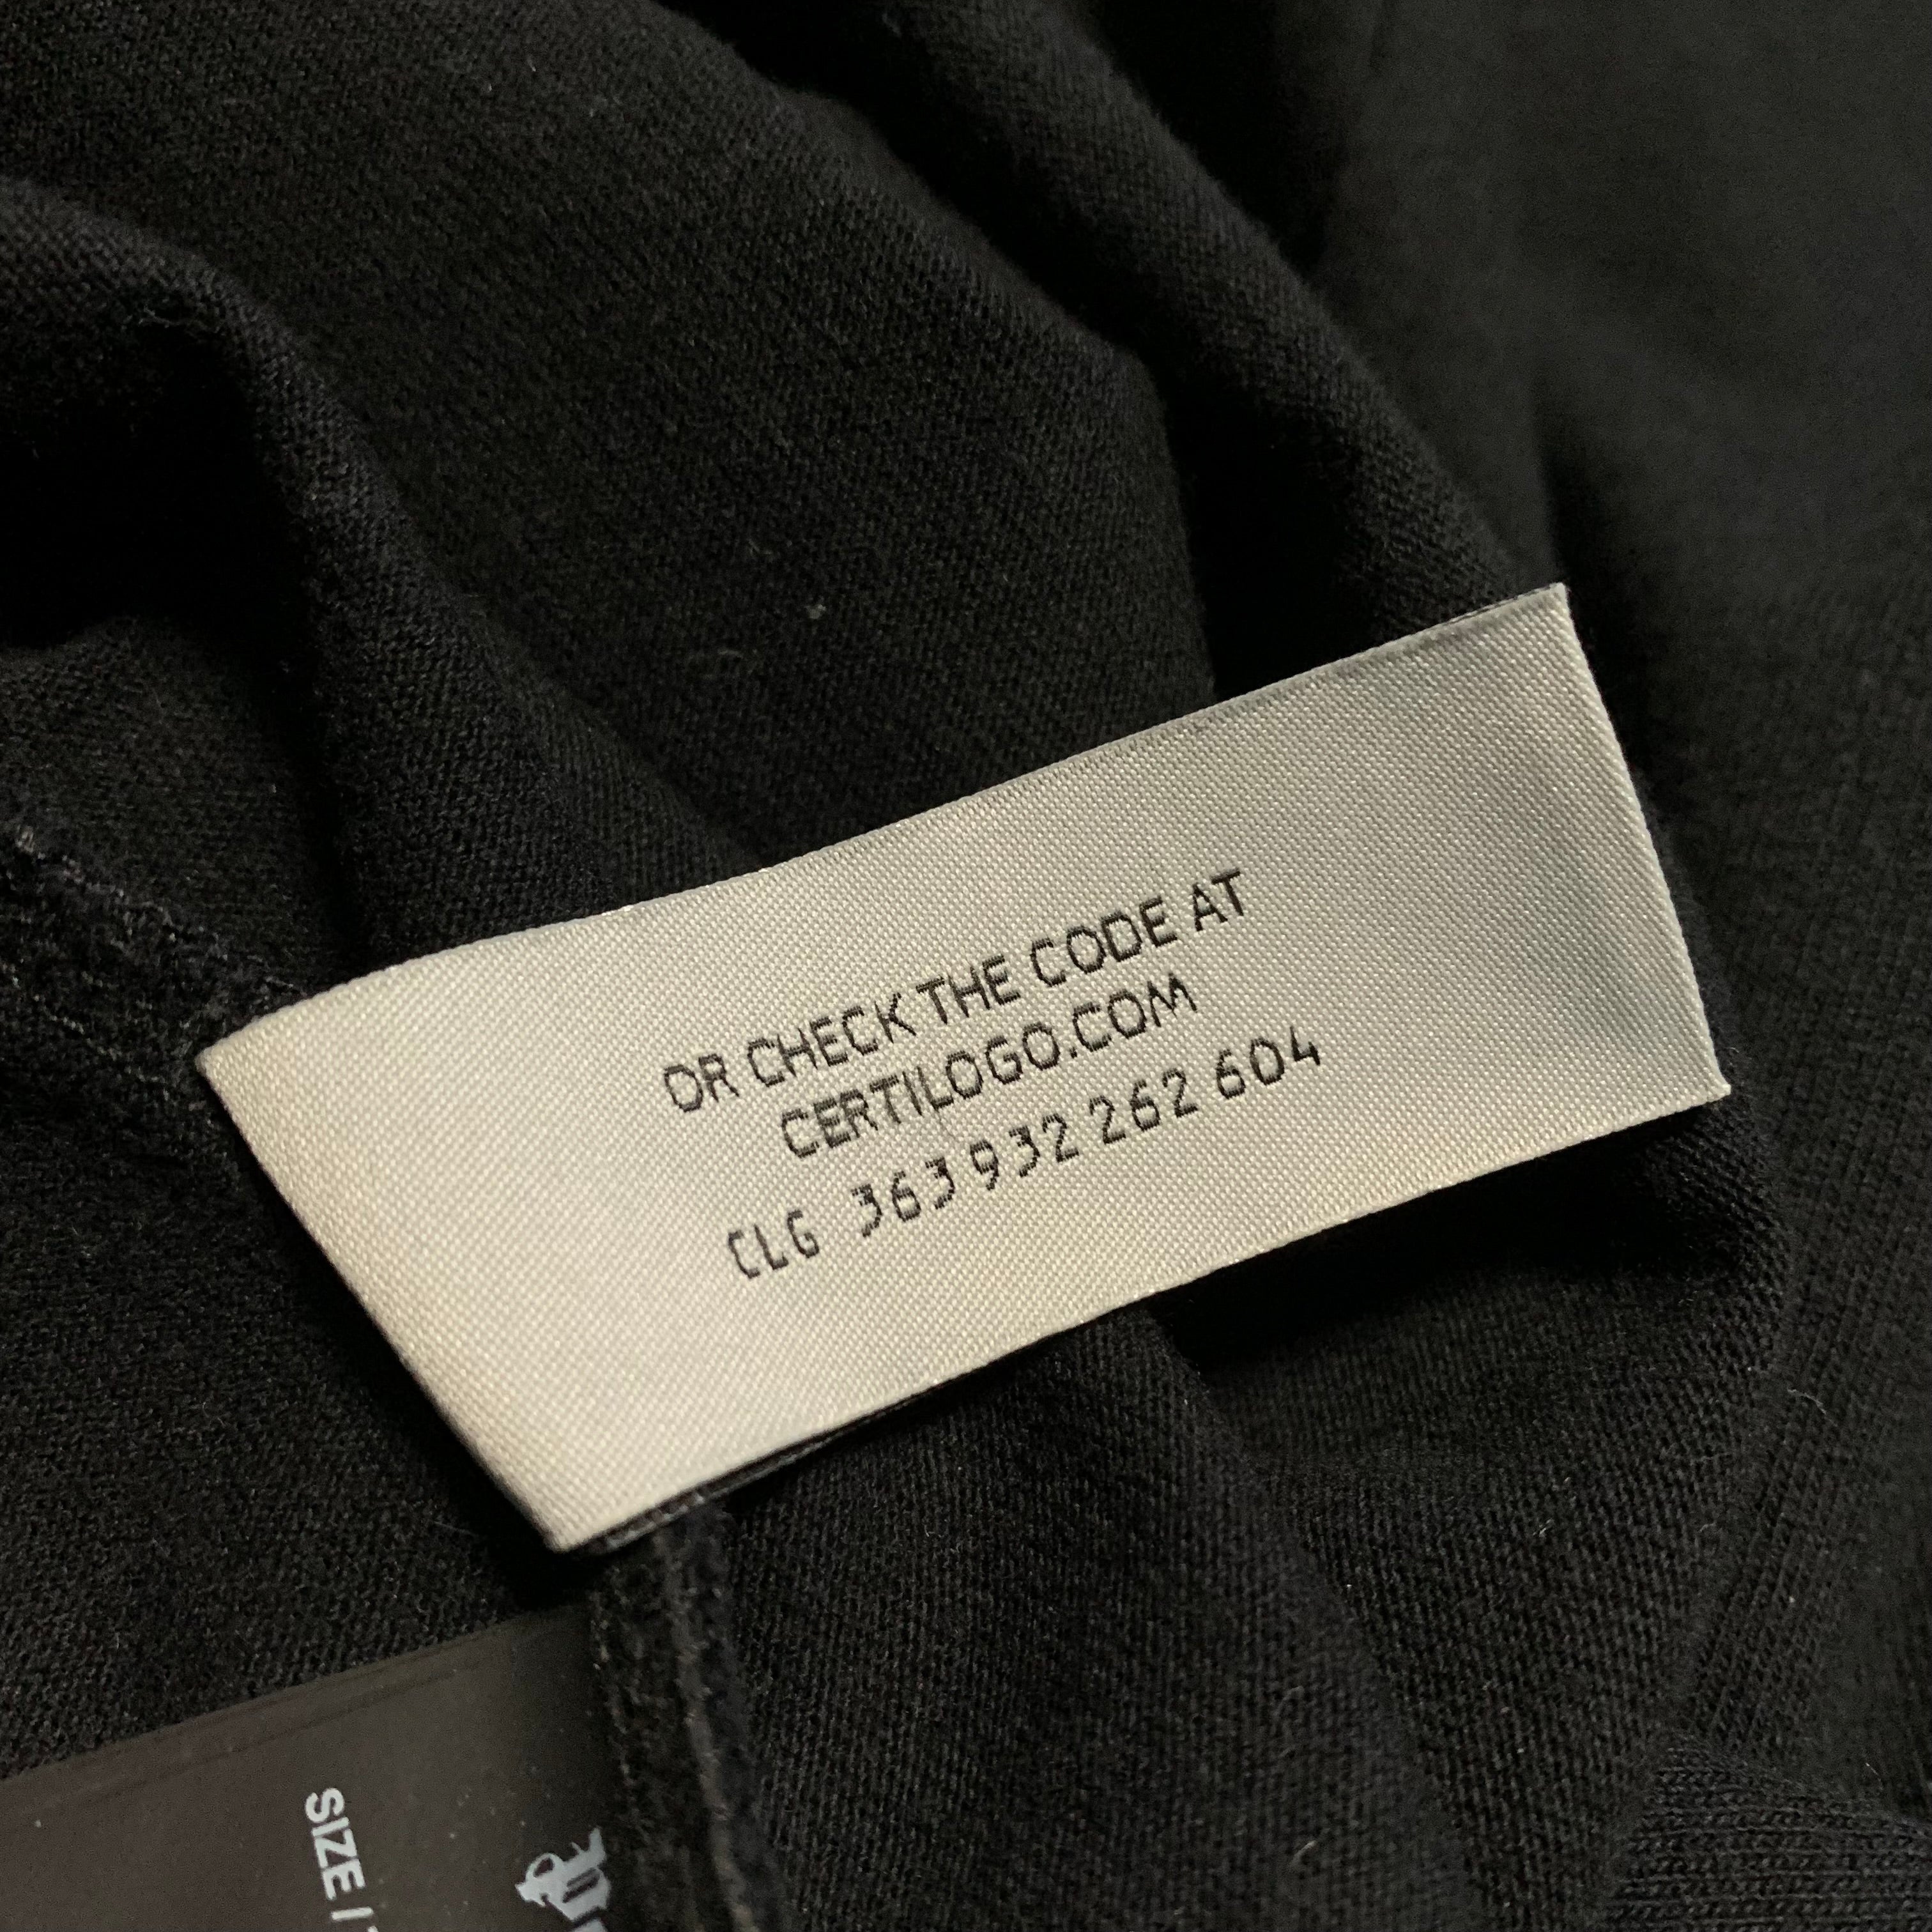 OR CHECK THE CODE AT
CERTILOGO.COM
CLG 363 932 262 604
SIZE /